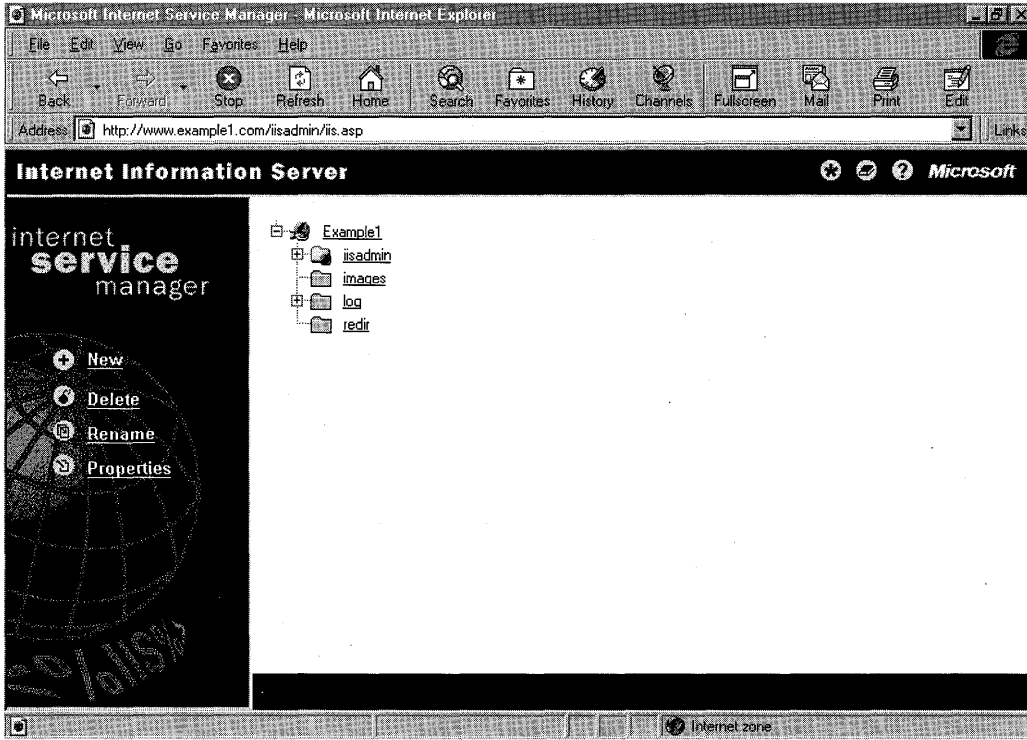 Microsoft Internet Service Manager - Microsoft Internet Explorer
File Edit View Go Favorites Help
Back Forward Stop Refresh Home Search Favorites History Channels Fullscreen Mail Print Edit
Address http://www.example1.com/iisadmin/iis.asp Links
Internet Information Server Microsoft
internet
service
manager
Example1
iisadmin
images
log
redir
New
Delete
Rename
Properties
Internet zone